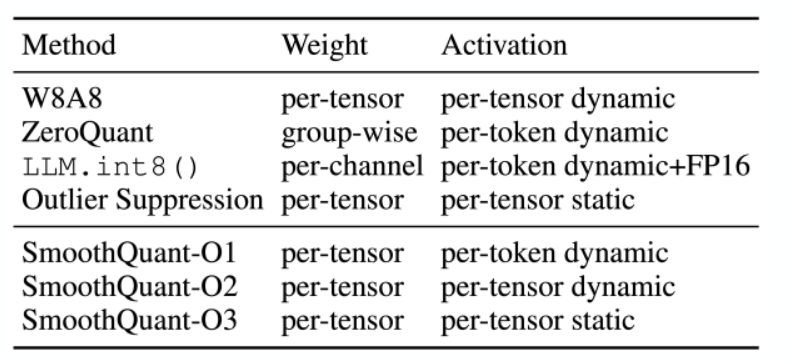 Method Weight Activation
W8A8 per-tensor per-tensor dynamic
ZeroQuant group-wise per-token dynamic
LLM.int8() per-channel per-token dynamic+FP16
Outlier Suppression per-tensor per-tensor static
SmoothQuant-O1 per-tensor per-token dynamic
SmoothQuant-O2 per-tensor per-tensor dynamic
SmoothQuant-O3 per-tensor per-tensor static